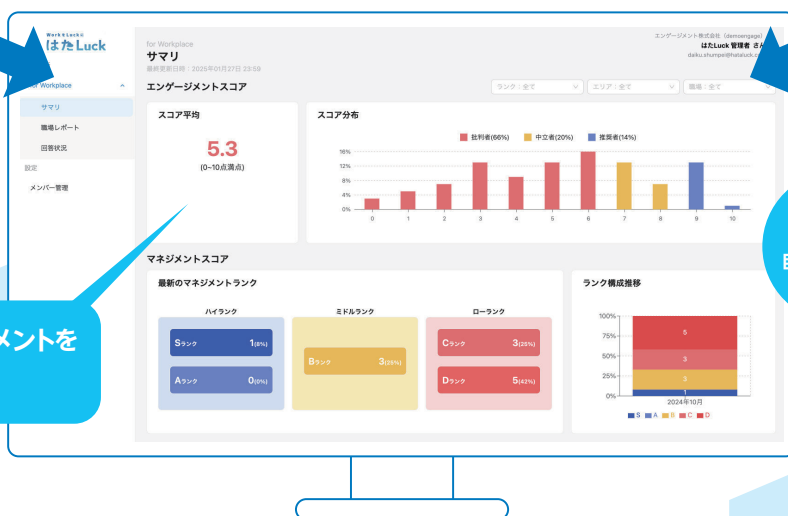 Work is Lucks
はたLuck
for Workplace
サマリ
最終更新日時：2025年01月27日 23:59
エンゲージメント株式会社 (demoengage)
はたLuck 管理者 さん
daiku.shumpei@hataluck.c
or Workplace
サマリ
職場レポート
回答状況
設定
メンバー管理
エンゲージメントスコア
ランク：全て
エリア：全て
職場：全て
スコア平均
5.3
(0~10点満点)
スコア分布
批判者(66%) 中立者(20%) 推奨者(14%)
16%
12%
8%
4%
0%
0 1 2 3 4 5 6 7 8 9 10
マネジメントスコア
最新のマネジメントランク
ハイランク
ミドルランク
ローランク
Sランク 1(8%)
Aランク 0(0%)
Bランク 3(25%)
Cランク 3(25%)
Dランク 5(42%)
ランク構成推移
100%
75%
50%
25%
0%
5
3
3
1
2024年10月
S A B C D
メントを